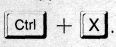 Ctrl + X.